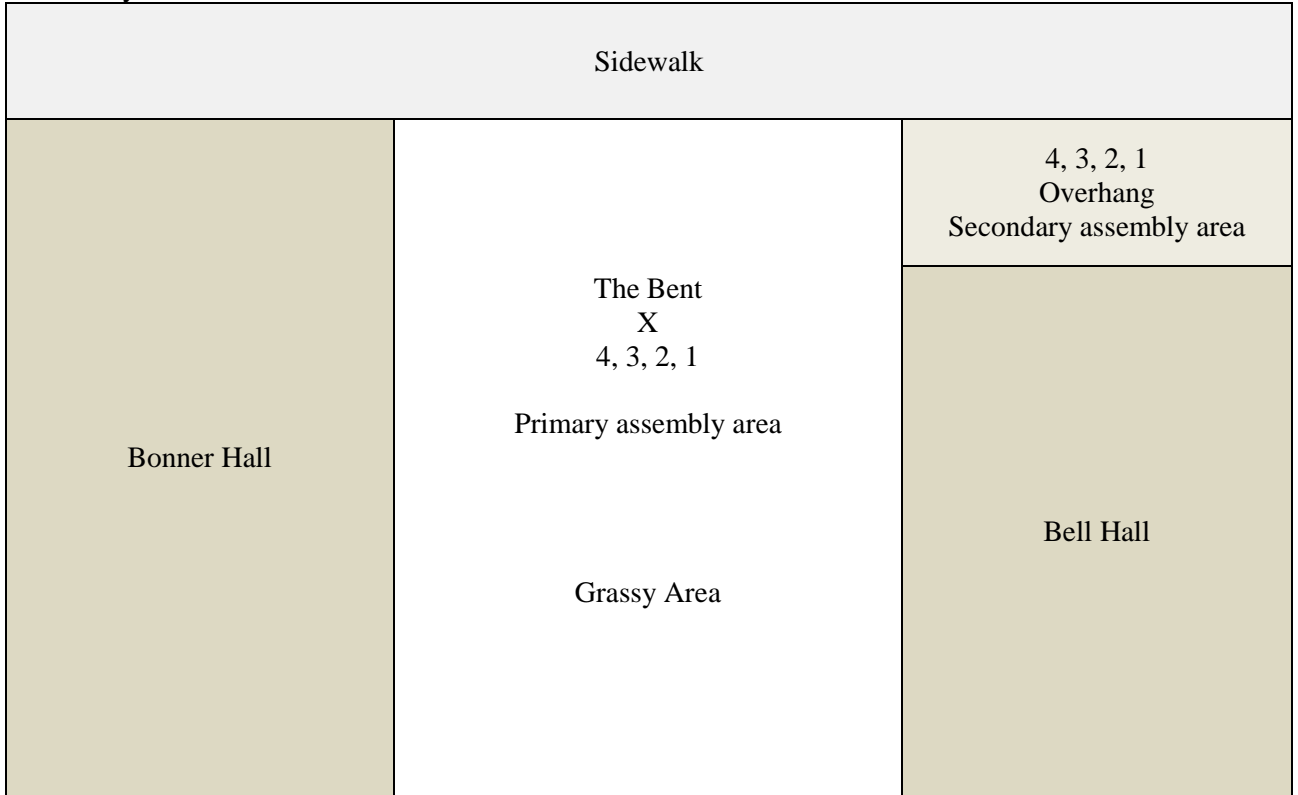 Sidewalk
4, 3, 2, 1
Overhang
Secondary assembly area
The Bent
X
4, 3, 2, 1
Primary assembly area
Bonner Hall
Bell Hall
Grassy Area